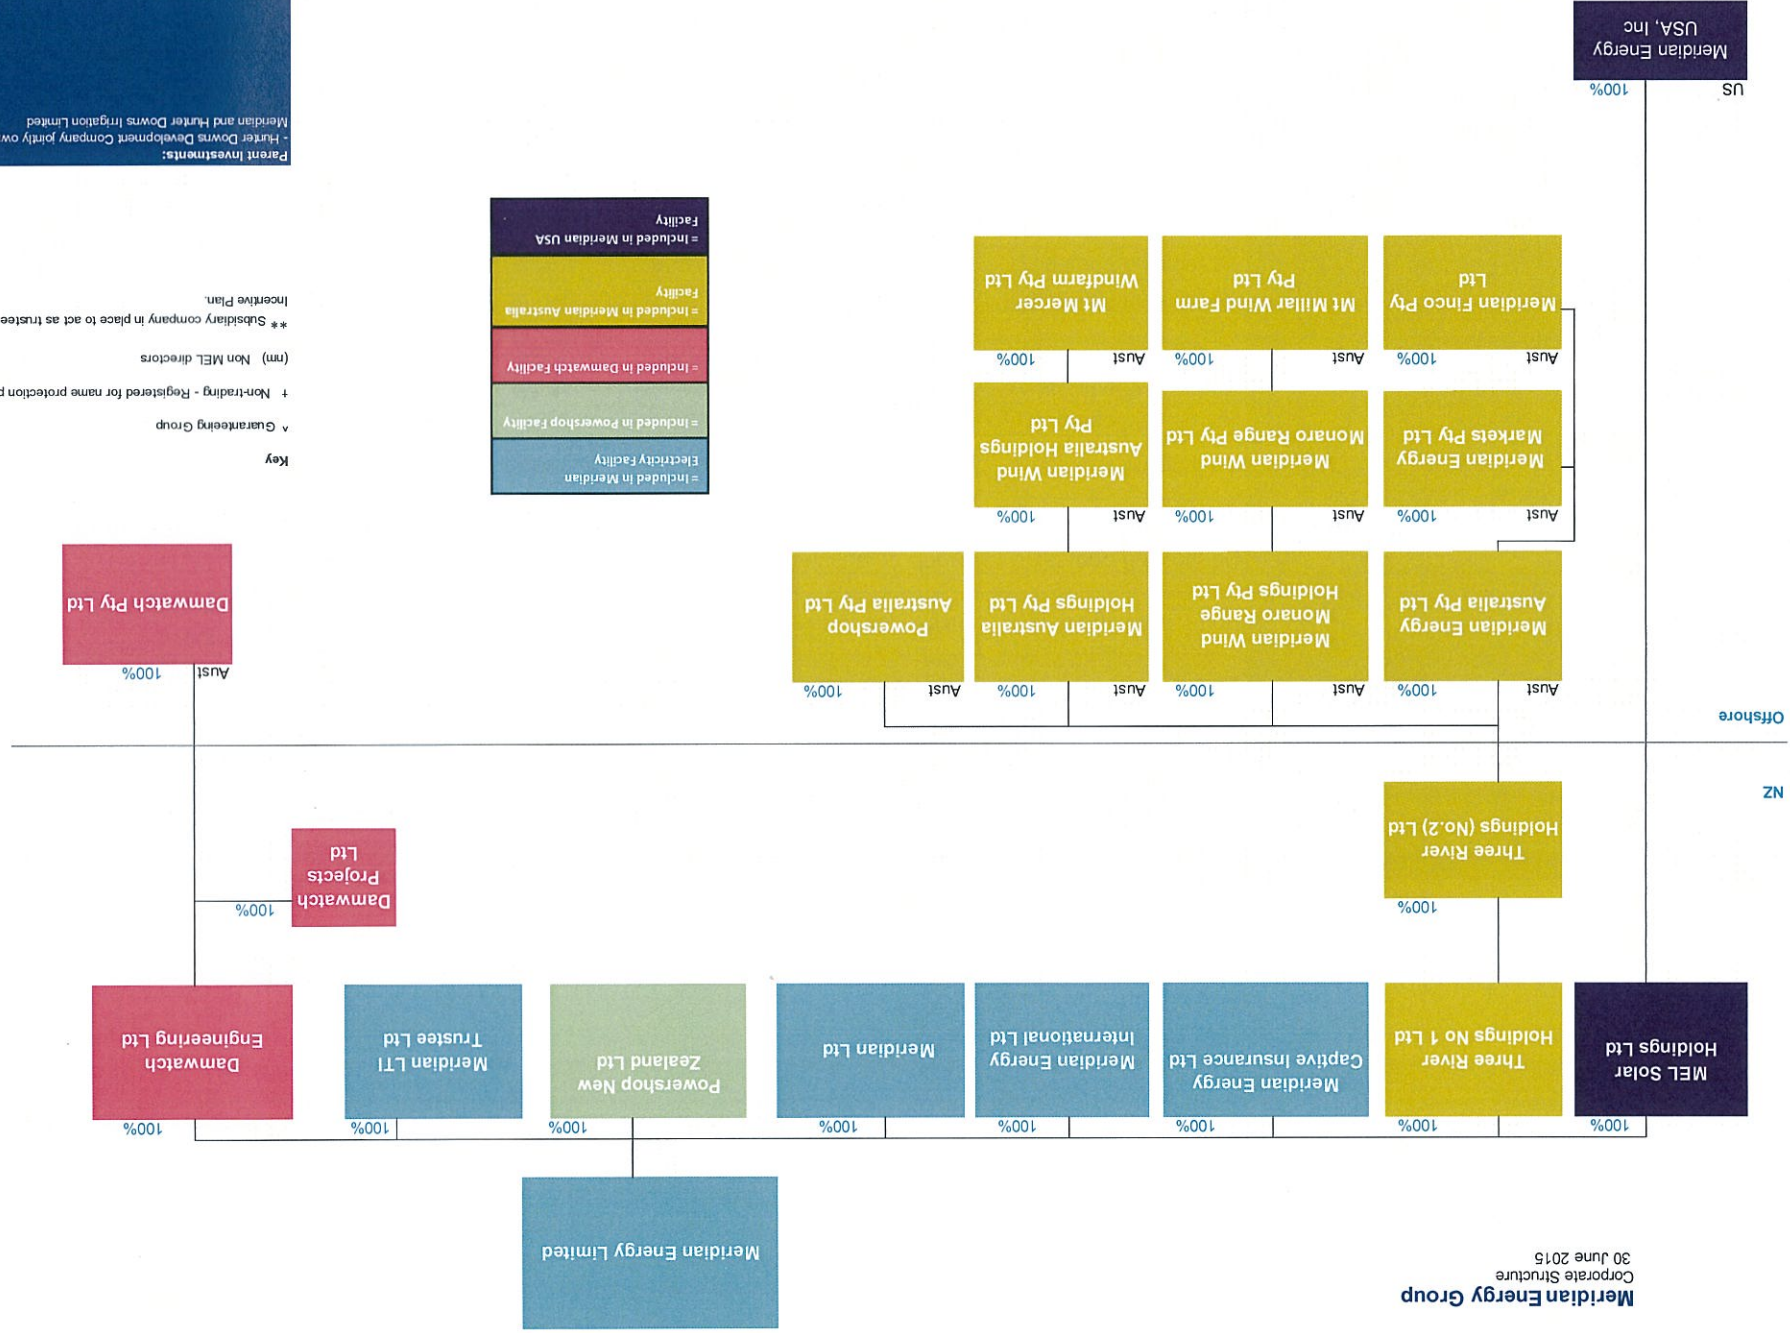 Meridian Energy Group
Corporate Structure
30 June 2015
Meridian Energy Limited
100%
100%
100%
100%
100%
100%
100%
100%
MEL Solar
Holdings Ltd
Three River
Holdings No 1 Ltd
Meridian Energy
Captive Insurance Ltd
Meridian Energy
International Ltd
Meridian Ltd
Powershop New
Zealand Ltd
Meridian LTI
Trustee Ltd
Damwatch
Engineering Ltd
100%
Three River
Holdings (No.2) Ltd
100%
Damwatch
Projects
Ltd
NZ
Offshore
Aust 100%
Meridian Energy
Australia Pty Ltd
Aust 100%
Meridian Wind
Monaro Range
Holdings Pty Ltd
Aust 100%
Meridian Australia
Holdings Pty Ltd
Aust 100%
Powershop
Australia Pty Ltd
Aust 100%
Damwatch Pty Ltd
Aust 100%
Meridian Energy
Markets Pty Ltd
Aust 100%
Meridian Wind
Monaro Range Pty Ltd
Aust 100%
Meridian Wind
Australia Holdings
Pty Ltd
Aust 100%
Meridian Finco Pty
Ltd
Aust 100%
Mt Millar Wind Farm
Pty Ltd
Aust 100%
Mt Mercer
Windfarm Pty Ltd
= Included in Meridian
Electricity Facility
= Included in Powershop Facility
= Included in Damwatch Facility
= Included in Meridian Australia
Facility
= Included in Meridian USA
Facility
Key
^ Guaranteeing Group
+ Non-trading - Registered for name protection
(nm) Non MEL directors
** Subsidiary company in place to act as trustee
Incentive Plan.
US 100%
Meridian Energy
USA, Inc
Parent Investments:
- Hunter Downs Development Company jointly
Meridian and Hunter Downs Irrigation Limited